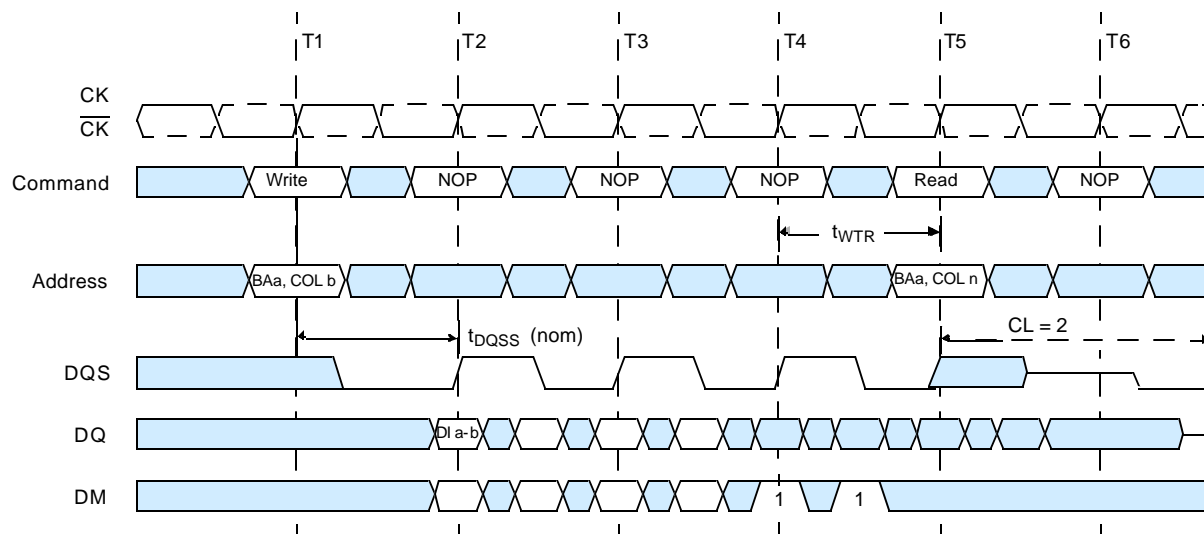 T1 T2 T3 T4 T5 T6
CK
CK
Command Write NOP NOP NOP Read NOP
tWTR
Address BAa, COL b BAa, COL n
tDQSS (nom) CL = 2
DQS
DQ DI a-b
DM 1 1